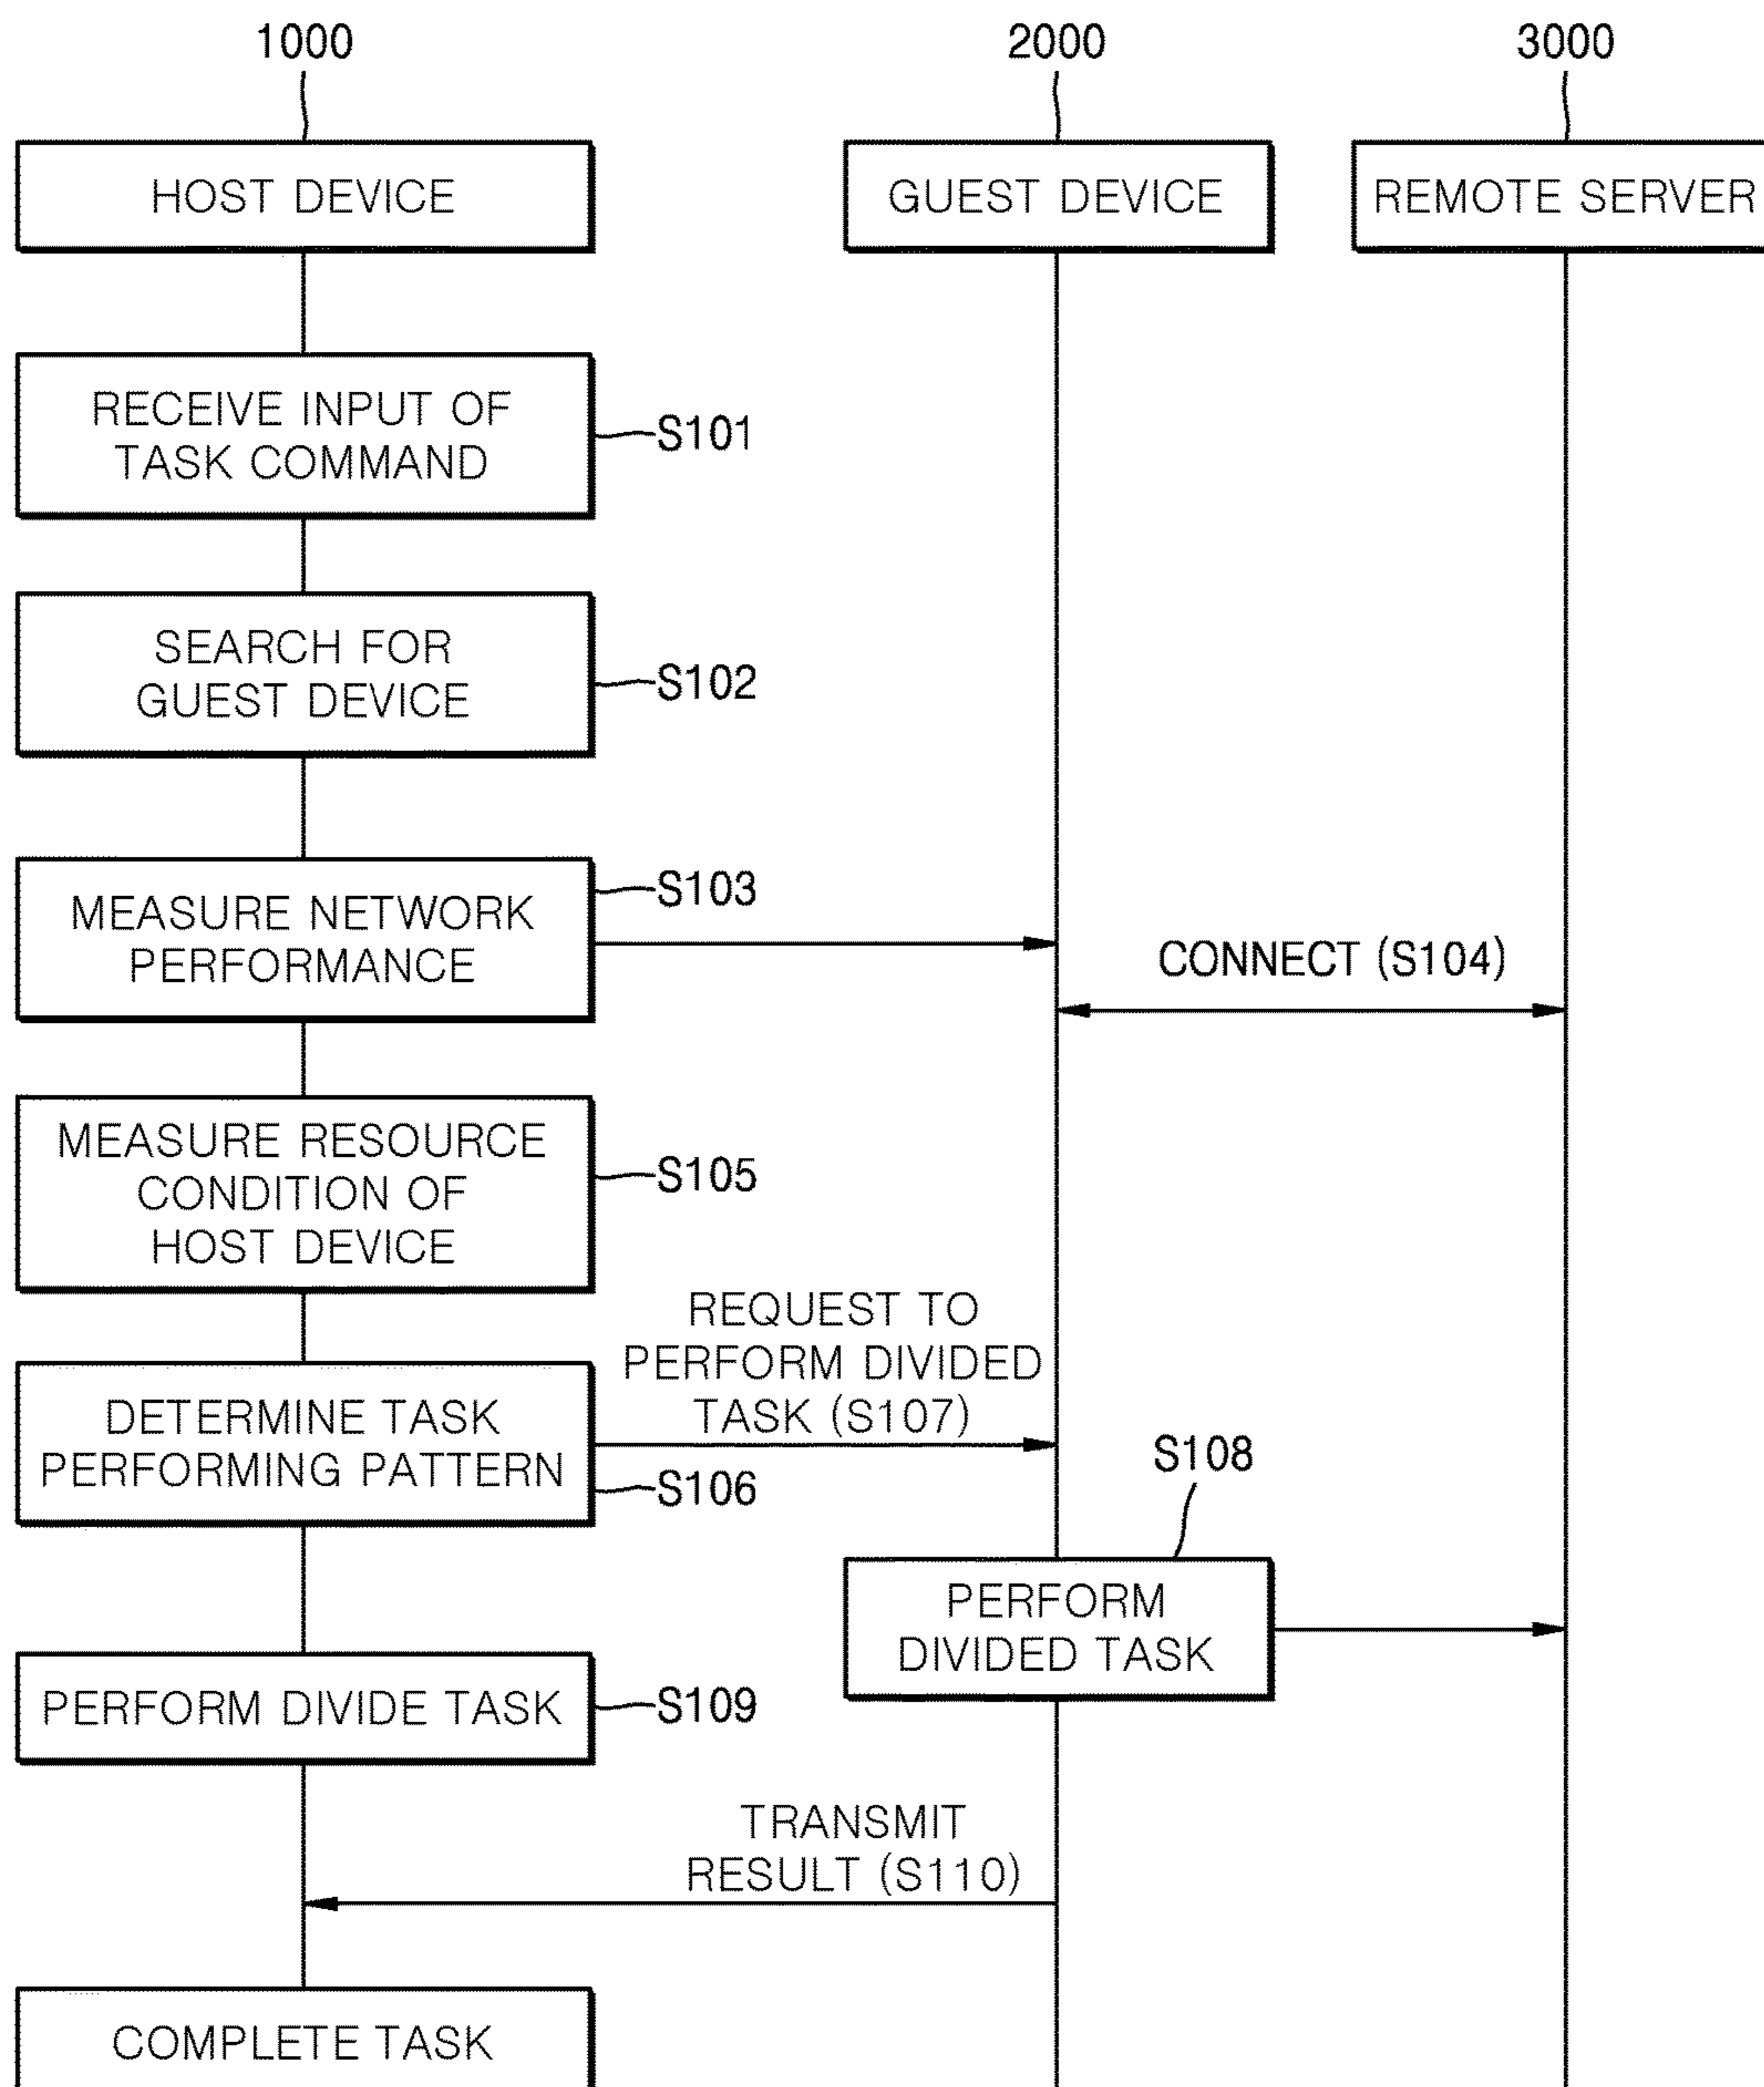 1000
2000
3000
HOST DEVICE
GUEST DEVICE
REMOTE SERVER
RECEIVE INPUT OF
TASK COMMAND
S101
SEARCH FOR
GUEST DEVICE
S102
MEASURE NETWORK
PERFORMANCE
S103
CONNECT (S104)
MEASURE RESOURCE
CONDITION OF
HOST DEVICE
S105
REQUEST TO
PERFORM DIVIDED
TASK (S107)
DETERMINE TASK
PERFORMING PATTERN
S106
S108
PERFORM
DIVIDED TASK
PERFORM DIVIDE TASK
S109
TRANSMIT
RESULT (S110)
COMPLETE TASK